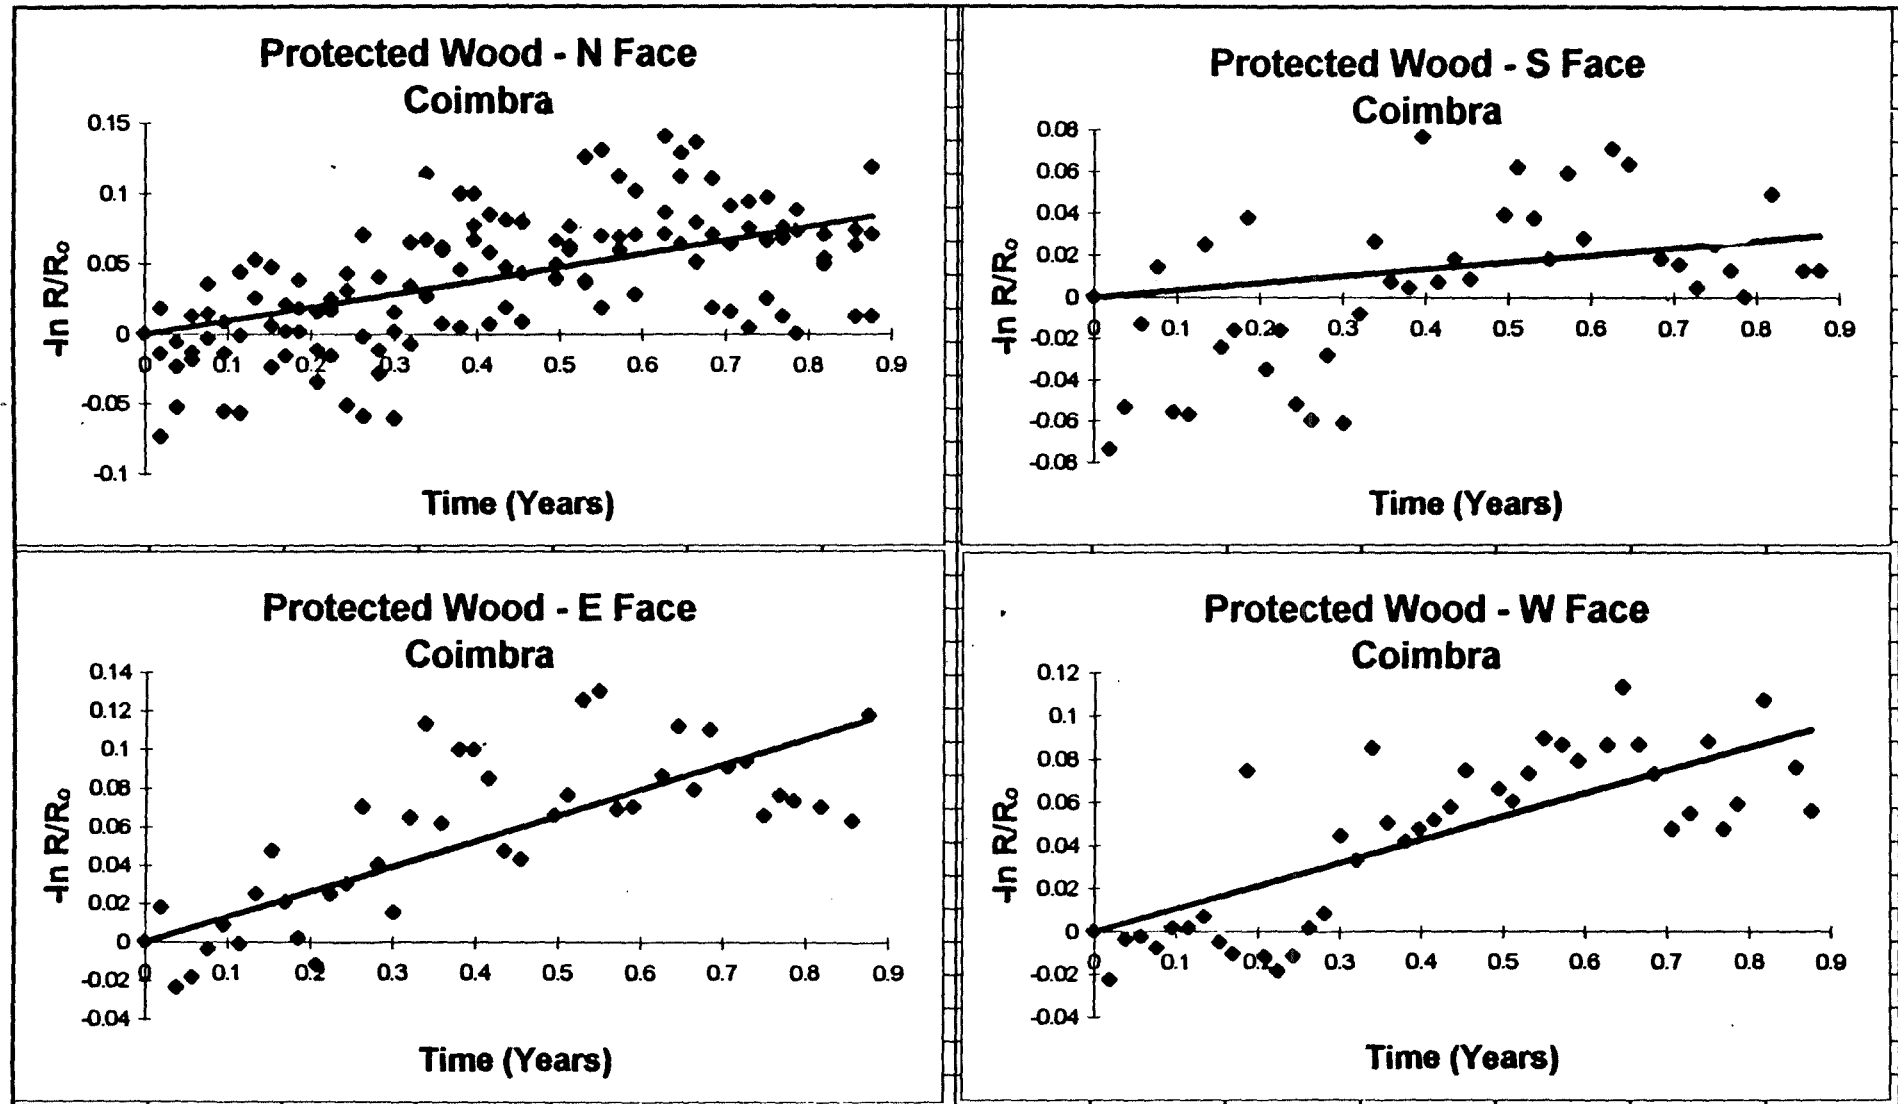 Protected Wood - N Face
Coimbra
0.15
0.1
0.05
0
-0.05
-0.1
-ln R/Ro
0 0.1 0.2 0.3 0.4 0.5 0.6 0.7 0.8 0.9
Time (Years)
Protected Wood - S Face
Coimbra
0.08
0.06
0.04
0.02
0
-0.02
-0.04
-0.06
-0.08
-ln R/Ro
0 0.1 0.2 0.3 0.4 0.5 0.6 0.7 0.8 0.9
Time (Years)
Protected Wood - E Face
Coimbra
0.14
0.12
0.1
0.08
0.06
0.04
0.02
0
-0.02
-0.04
-ln R/Ro
0 0.1 0.2 0.3 0.4 0.5 0.6 0.7 0.8 0.9
Time (Years)
Protected Wood - W Face
Coimbra
0.12
0.1
0.08
0.06
0.04
0.02
0
-0.02
-0.04
-ln R/Ro
0 0.1 0.2 0.3 0.4 0.5 0.6 0.7 0.8 0.9
Time (Years)